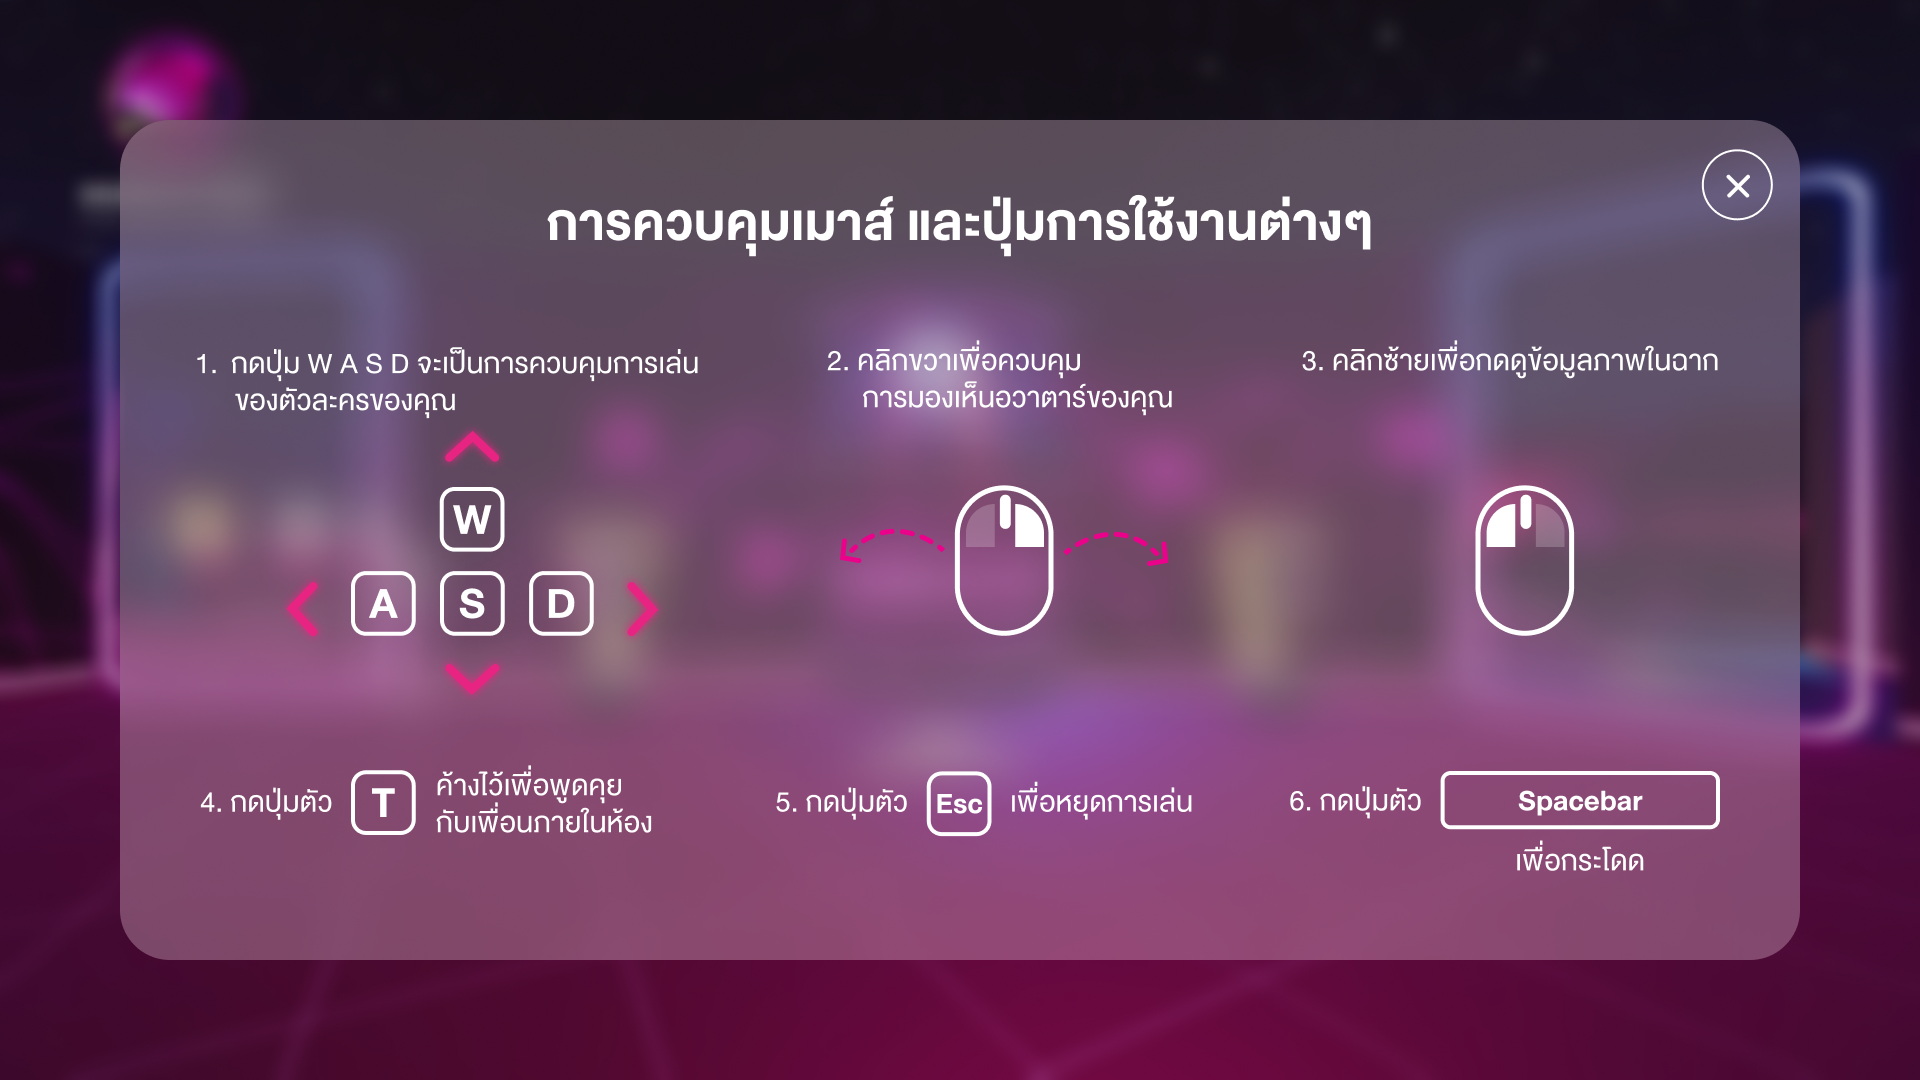 การควบคุมเมาส์ และปุ่มการใช้งานต่างๆ
1. กดปุ่ม W A S D จะเป็นการควบคุมการเล่น
ของตัวละครของคุณ
W
A S D
2. คลิกขวาเพื่อควบคุม
การมองเห็นอวาตาร์ของคุณ
3. คลิกซ้ายเพื่อกดดูข้อมูลภาพในฉาก
4. กดปุ่มตัว T ค้างไว้เพื่อพูดคุย
กับเพื่อนภายในห้อง
5. กดปุ่มตัว Esc เพื่อหยุดการเล่น
6. กดปุ่มตัว Spacebar
เพื่อกระโดด